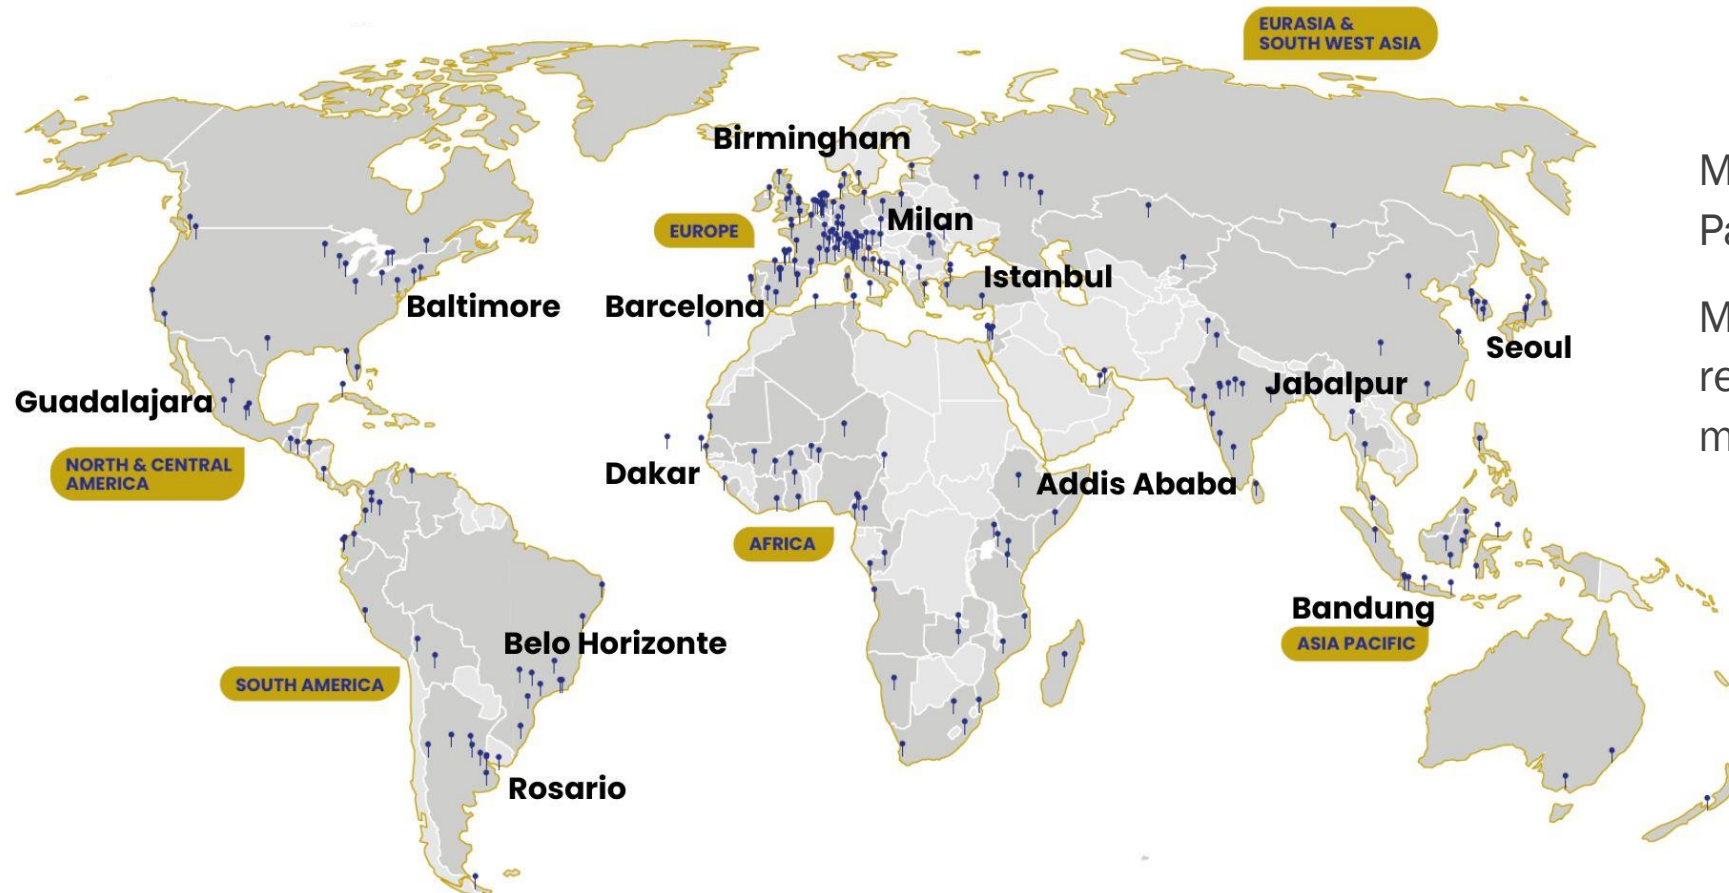 EURASIA &
SOUTH WEST ASIA
Birmingham
EUROPE
Milan
Istanbul
Baltimore
Barcelona
Seoul
Guadalajara
Jabalpur
NORTH & CENTRAL
AMERICA
Dakar
Addis Ababa
AFRICA
Bandung
ASIA PACIFIC
Belo Horizonte
SOUTH AMERICA
Rosario